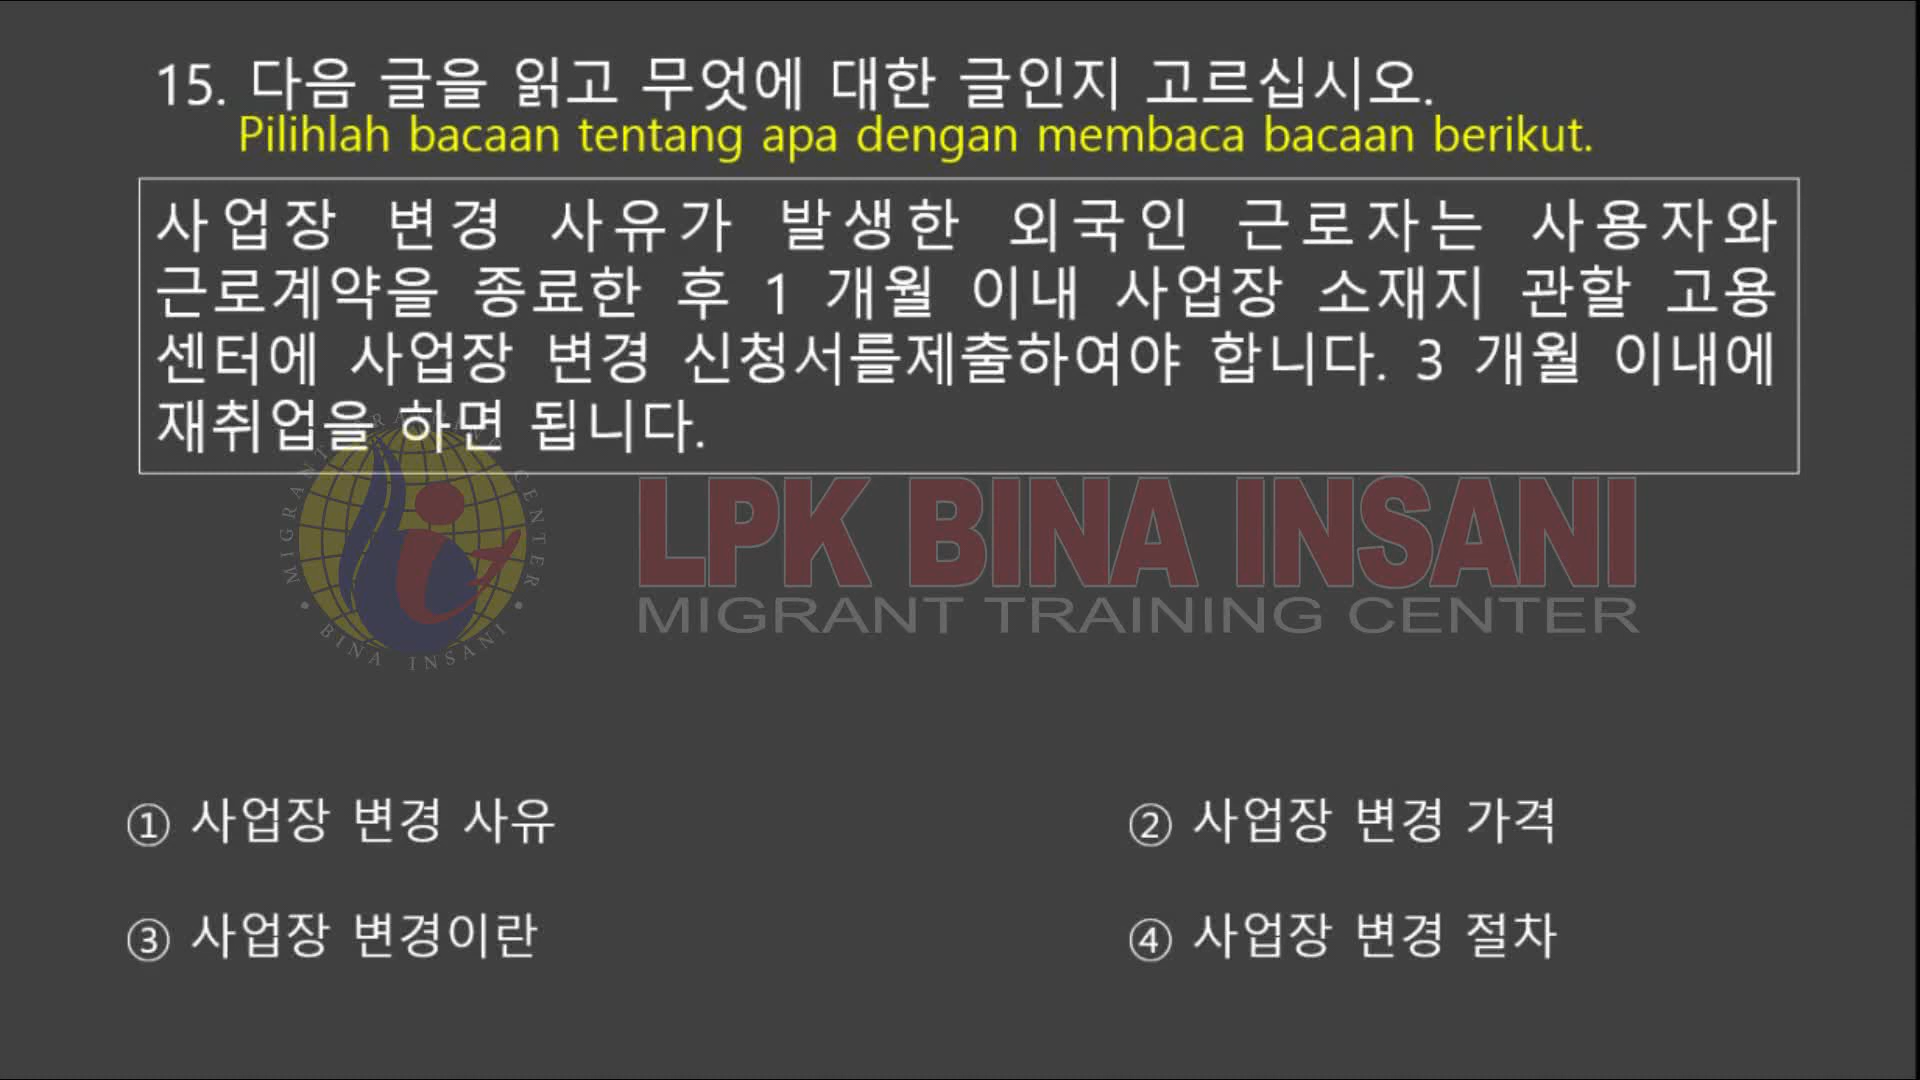 15. 다음 글을 읽고 무엇에 대한 글인지 고르십시오.
Pilihlah bacaan tentang apa dengan membaca bacaan berikut.
사업장 변경 사유가 발생한 외국인 근로자는 사용자와
근로계약을 종료한 후 1 개월 이내 사업장 소재지 관할 고용
센터에 사업장 변경 신청서를제출하여야 합니다. 3 개월 이내에
재취업을 하면 됩니다.
MIGRANT TRAINING CENTER
BINA INSANI
LPK BINA INSANI
MIGRANT TRAINING CENTER
① 사업장 변경 사유
② 사업장 변경 가격
③ 사업장 변경이란
④ 사업장 변경 절차